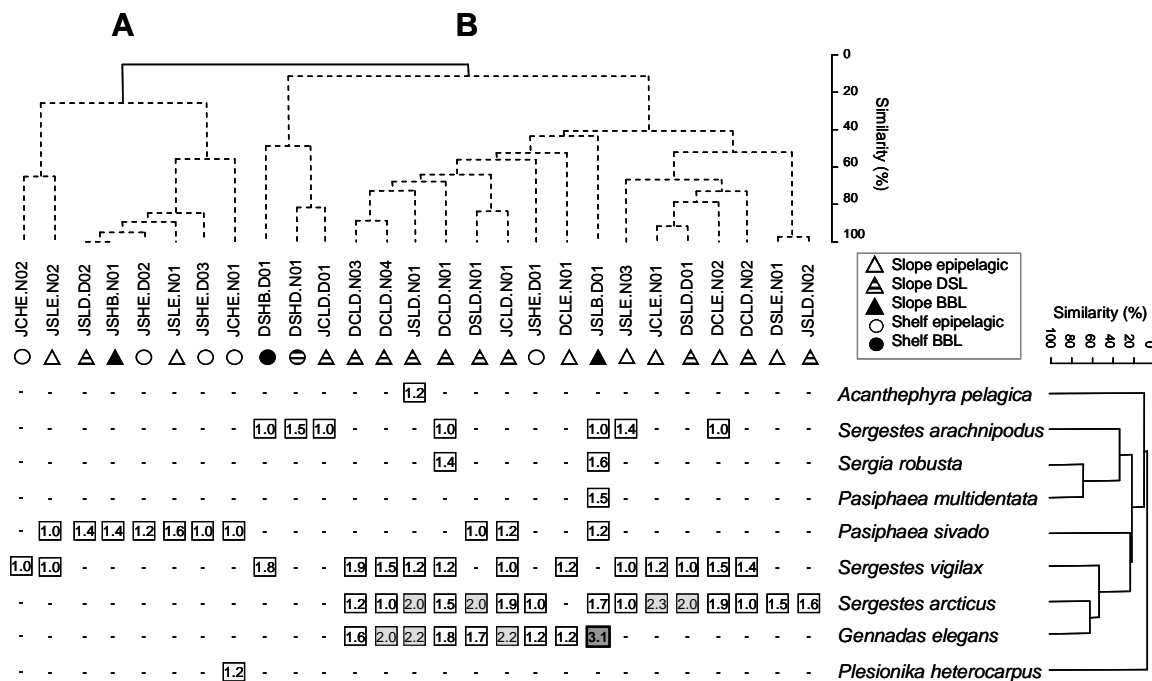 A B
0
20
40
60
80
100
Similarity (%)
JCHE.N02
JSLE.N02
JSLD.D02
JSHB.N01
JSHE.D02
JSLE.N01
JSHE.D03
JCHE.N01
DSHB.D01
DSHD.N01
JCLD.D01
DCLD.N03
DCLD.N04
JSLD.N01
DCLD.N01
DSLD.N01
JCLD.N01
JSHE.D01
DCLE.N01
JSLB.D01
JSLE.N03
JCLE.N01
DSLD.D01
DCLE.N02
DCLD.N02
DSLE.N01
JSLD.N02
Slope epipelagic
Slope DSL
Slope BBL
Shelf epipelagic
Shelf BBL
Similarity (%)
100 80 60 40 20 0
- - - - - - - - - - - - - 1.2 - - - - - - - - - - - - - Acanthephyra pelagica
- - - - - - - - 1.0 1.5 1.0 - - - 1.0 - - - - 1.0 1.4 - - 1.0 - - - Sergestes arachnipodus
- - - - - - - - - - - - - - 1.4 - - - - 1.6 - - - - - - - Sergia robusta
- - - - - - - - - - - - - - - - - - - 1.5 - - - - - - - Pasiphaea multidentata
- 1.0 1.4 1.4 1.2 1.6 1.0 1.0 - - - - - - - 1.0 1.2 - - 1.2 - - - - - - - Pasiphaea sivado
1.0 1.0 - - - - - - 1.8 - - 1.9 1.5 1.2 1.2 - 1.0 - 1.2 - 1.0 1.2 1.0 1.5 1.4 - - Sergestes vigilax
- - - - - - - - - - - 1.2 1.0 2.0 1.5 2.0 1.9 1.0 - 1.7 1.0 2.3 2.0 1.9 1.0 1.5 1.6 Sergestes arcticus
- - - - - - - - - - - 1.6 2.0 2.2 1.8 1.7 2.2 1.2 1.2 3.1 - - - - - - - Gennadas elegans
- - - - - - - 1.2 - - - - - - - - - - - - - - - - - - - Plesionika heterocarpus